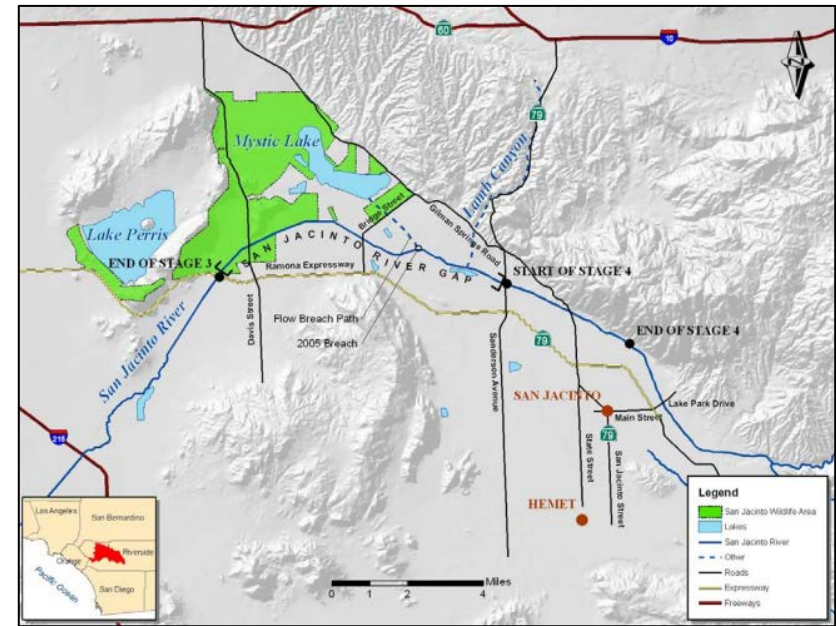 60
10
79
Mystic Lake
Lamb Canyon
Bridge Street
Gilman Springs Road
Lake Perris
END OF STAGE 3
SAN JACINTO RIVER GAP
Ramona Expressway
START OF STAGE 4
San Jacinto River
Davis Street
Flow Breach Path
2005 Breach
Sanderson Avenue
79
END OF STAGE 4
SAN JACINTO
Lake Park Drive
Main Street
215
79
State Street
San Jacinto Street
HEMET
Los Angeles
San Bernardino
Orange
Riverside
San Diego
Pacific Ocean
Miles
0 1 2 4
Legend
San Jacinto Wildlife Area
Lakes
San Jacinto River
Other
Roads
Expressway
Freeways